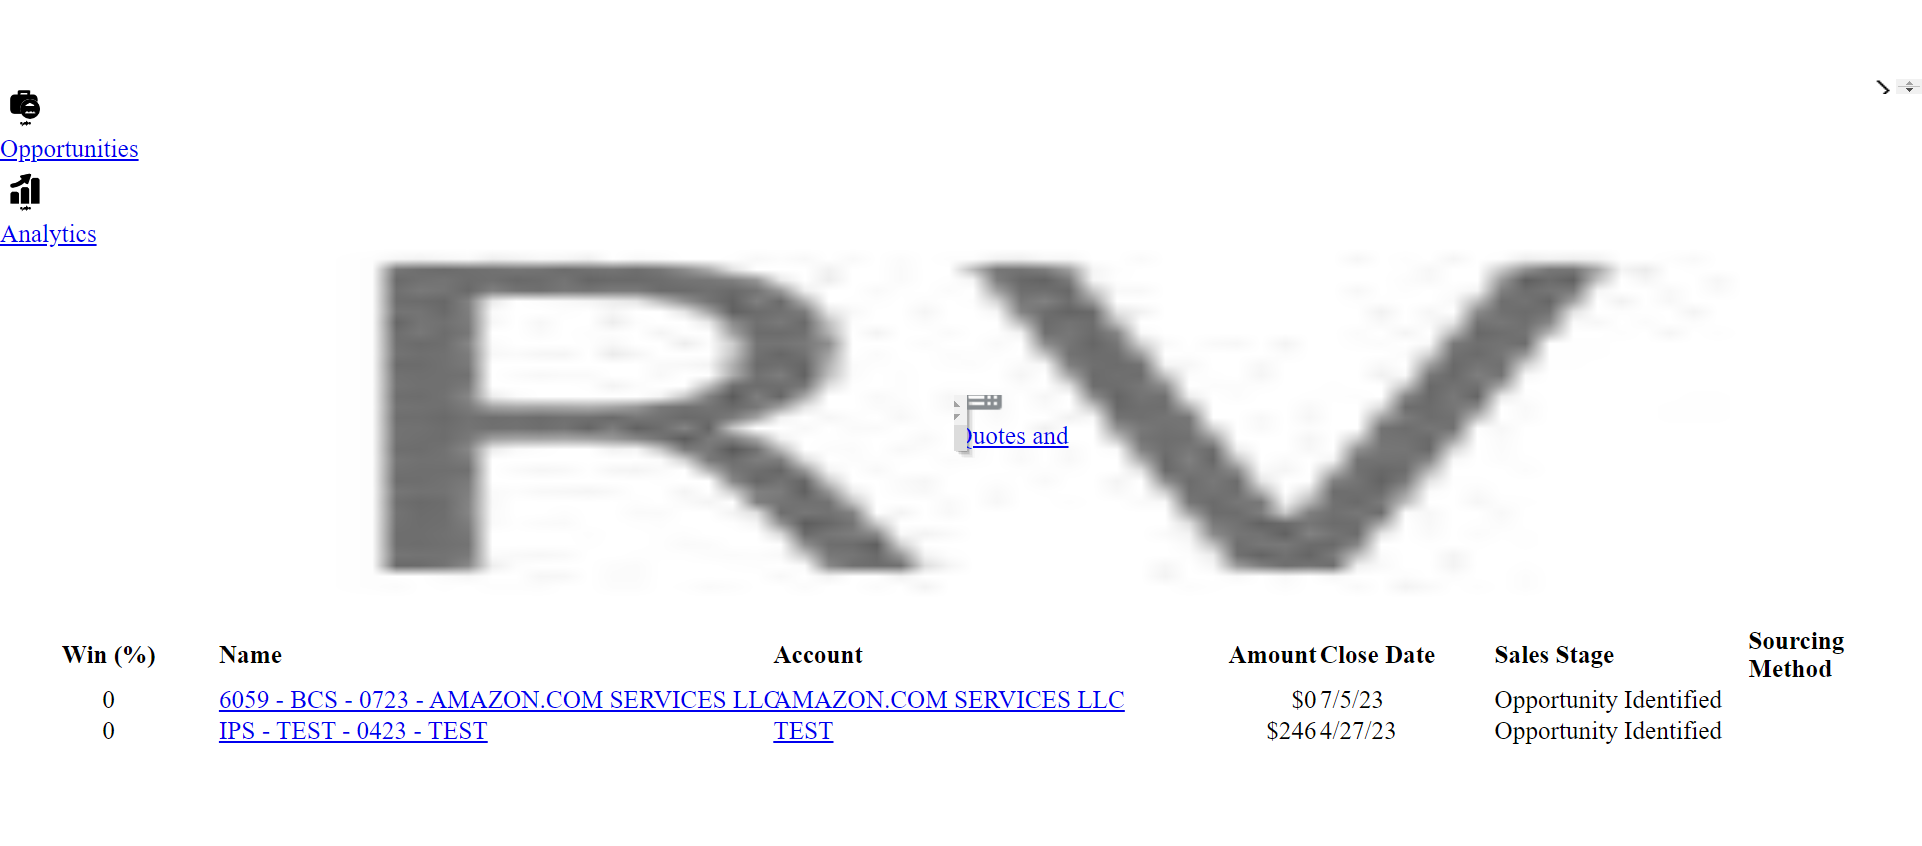 Opportunities
Analytics
RV
Quotes and
Win (%) Name Account Amount Close Date Sales Stage Sourcing Method
0 6059 - BCS - 0723 - AMAZON.COM SERVICES LLC AMAZON.COM SERVICES LLC $0 7/5/23 Opportunity Identified
0 IPS - TEST - 0423 - TEST TEST $246 4/27/23 Opportunity Identified